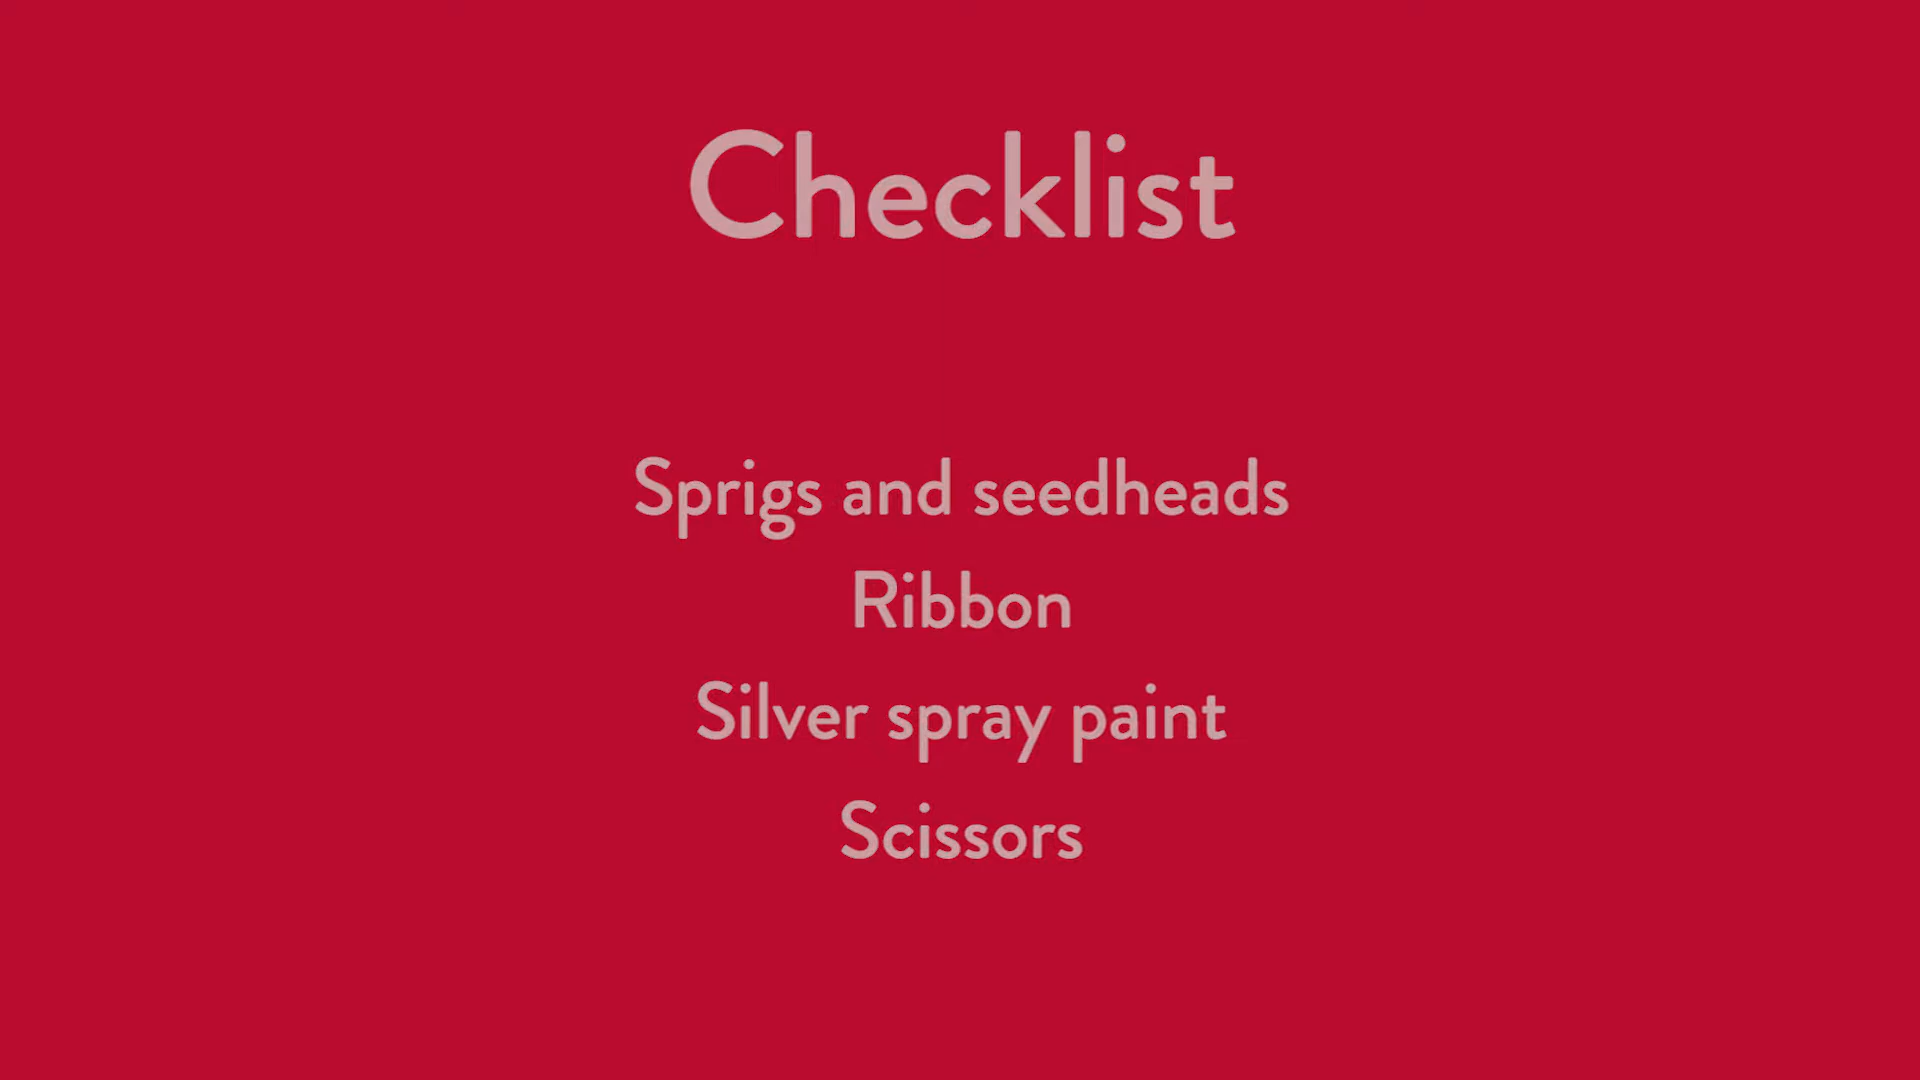 Checklist
Sprigs and seedheads
Ribbon
Silver spray paint
Scissors